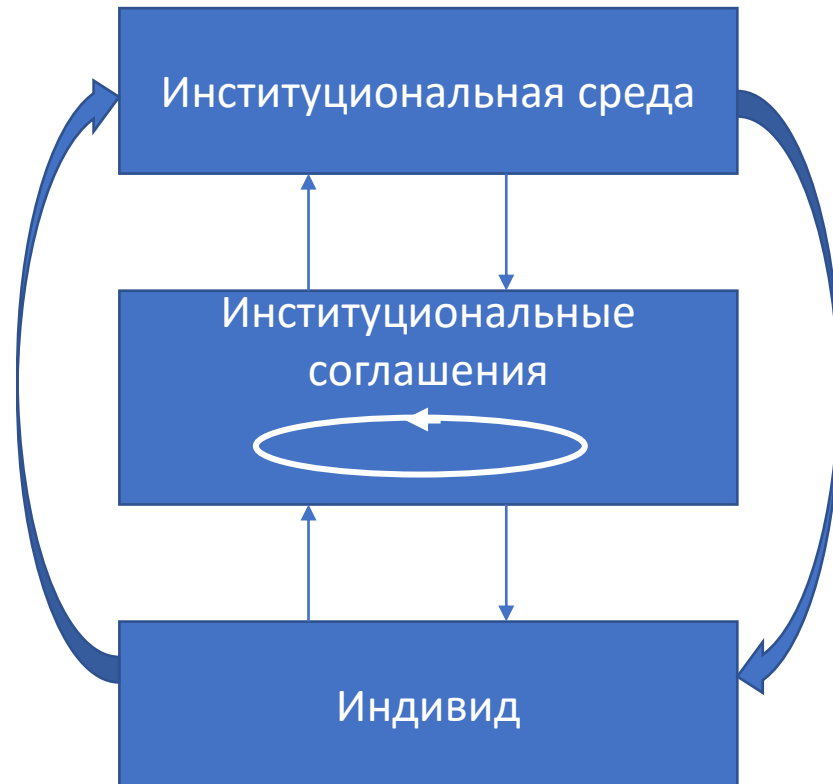 Институциональная среда
Институциональные
соглашения
Индивид